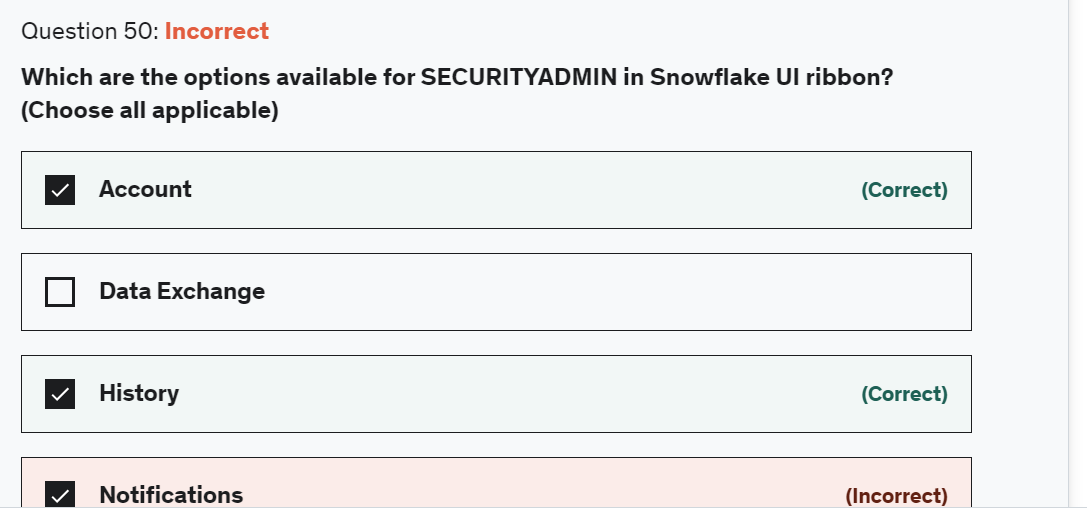 Question 50: Incorrect
Which are the options available for SECURITYADMIN in Snowflake UI ribbon?
(Choose all applicable)
Account
(Correct)
Data Exchange
History
(Correct)
Notifications
(Incorrect)